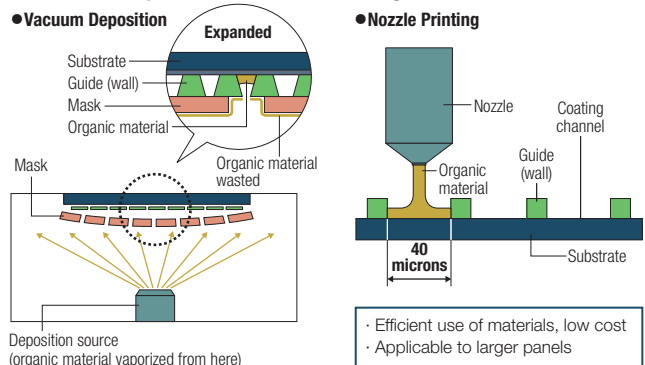 ●Vacuum Deposition
Expanded
Substrate
Guide (wall)
Mask
Organic material
Organic material
wasted
Mask
Deposition source
(organic material vaporized from here)
●Nozzle Printing
Nozzle
Coating
channel
Guide
(wall)
Organic
material
40
microns
Substrate
· Efficient use of materials, low cost
· Applicable to larger panels